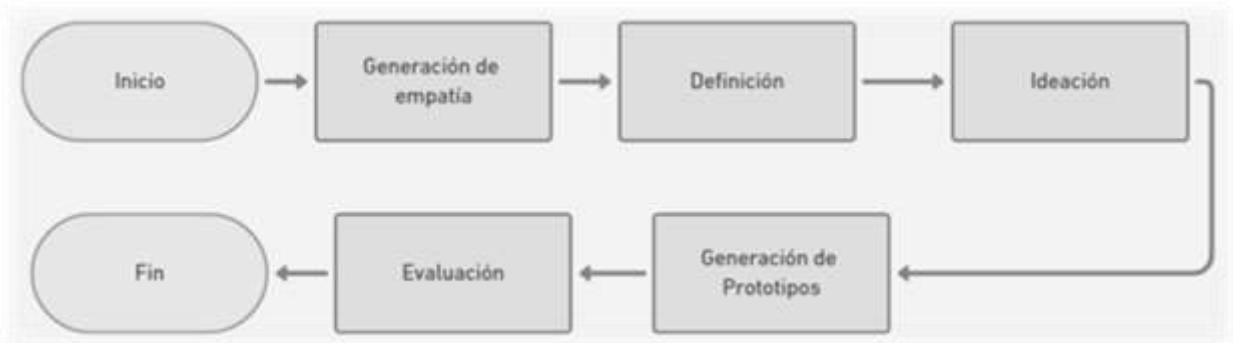 Inicio
Generación de
empatía
Definición
Ideación
Generación de
Prototipos
Evaluación
Fin